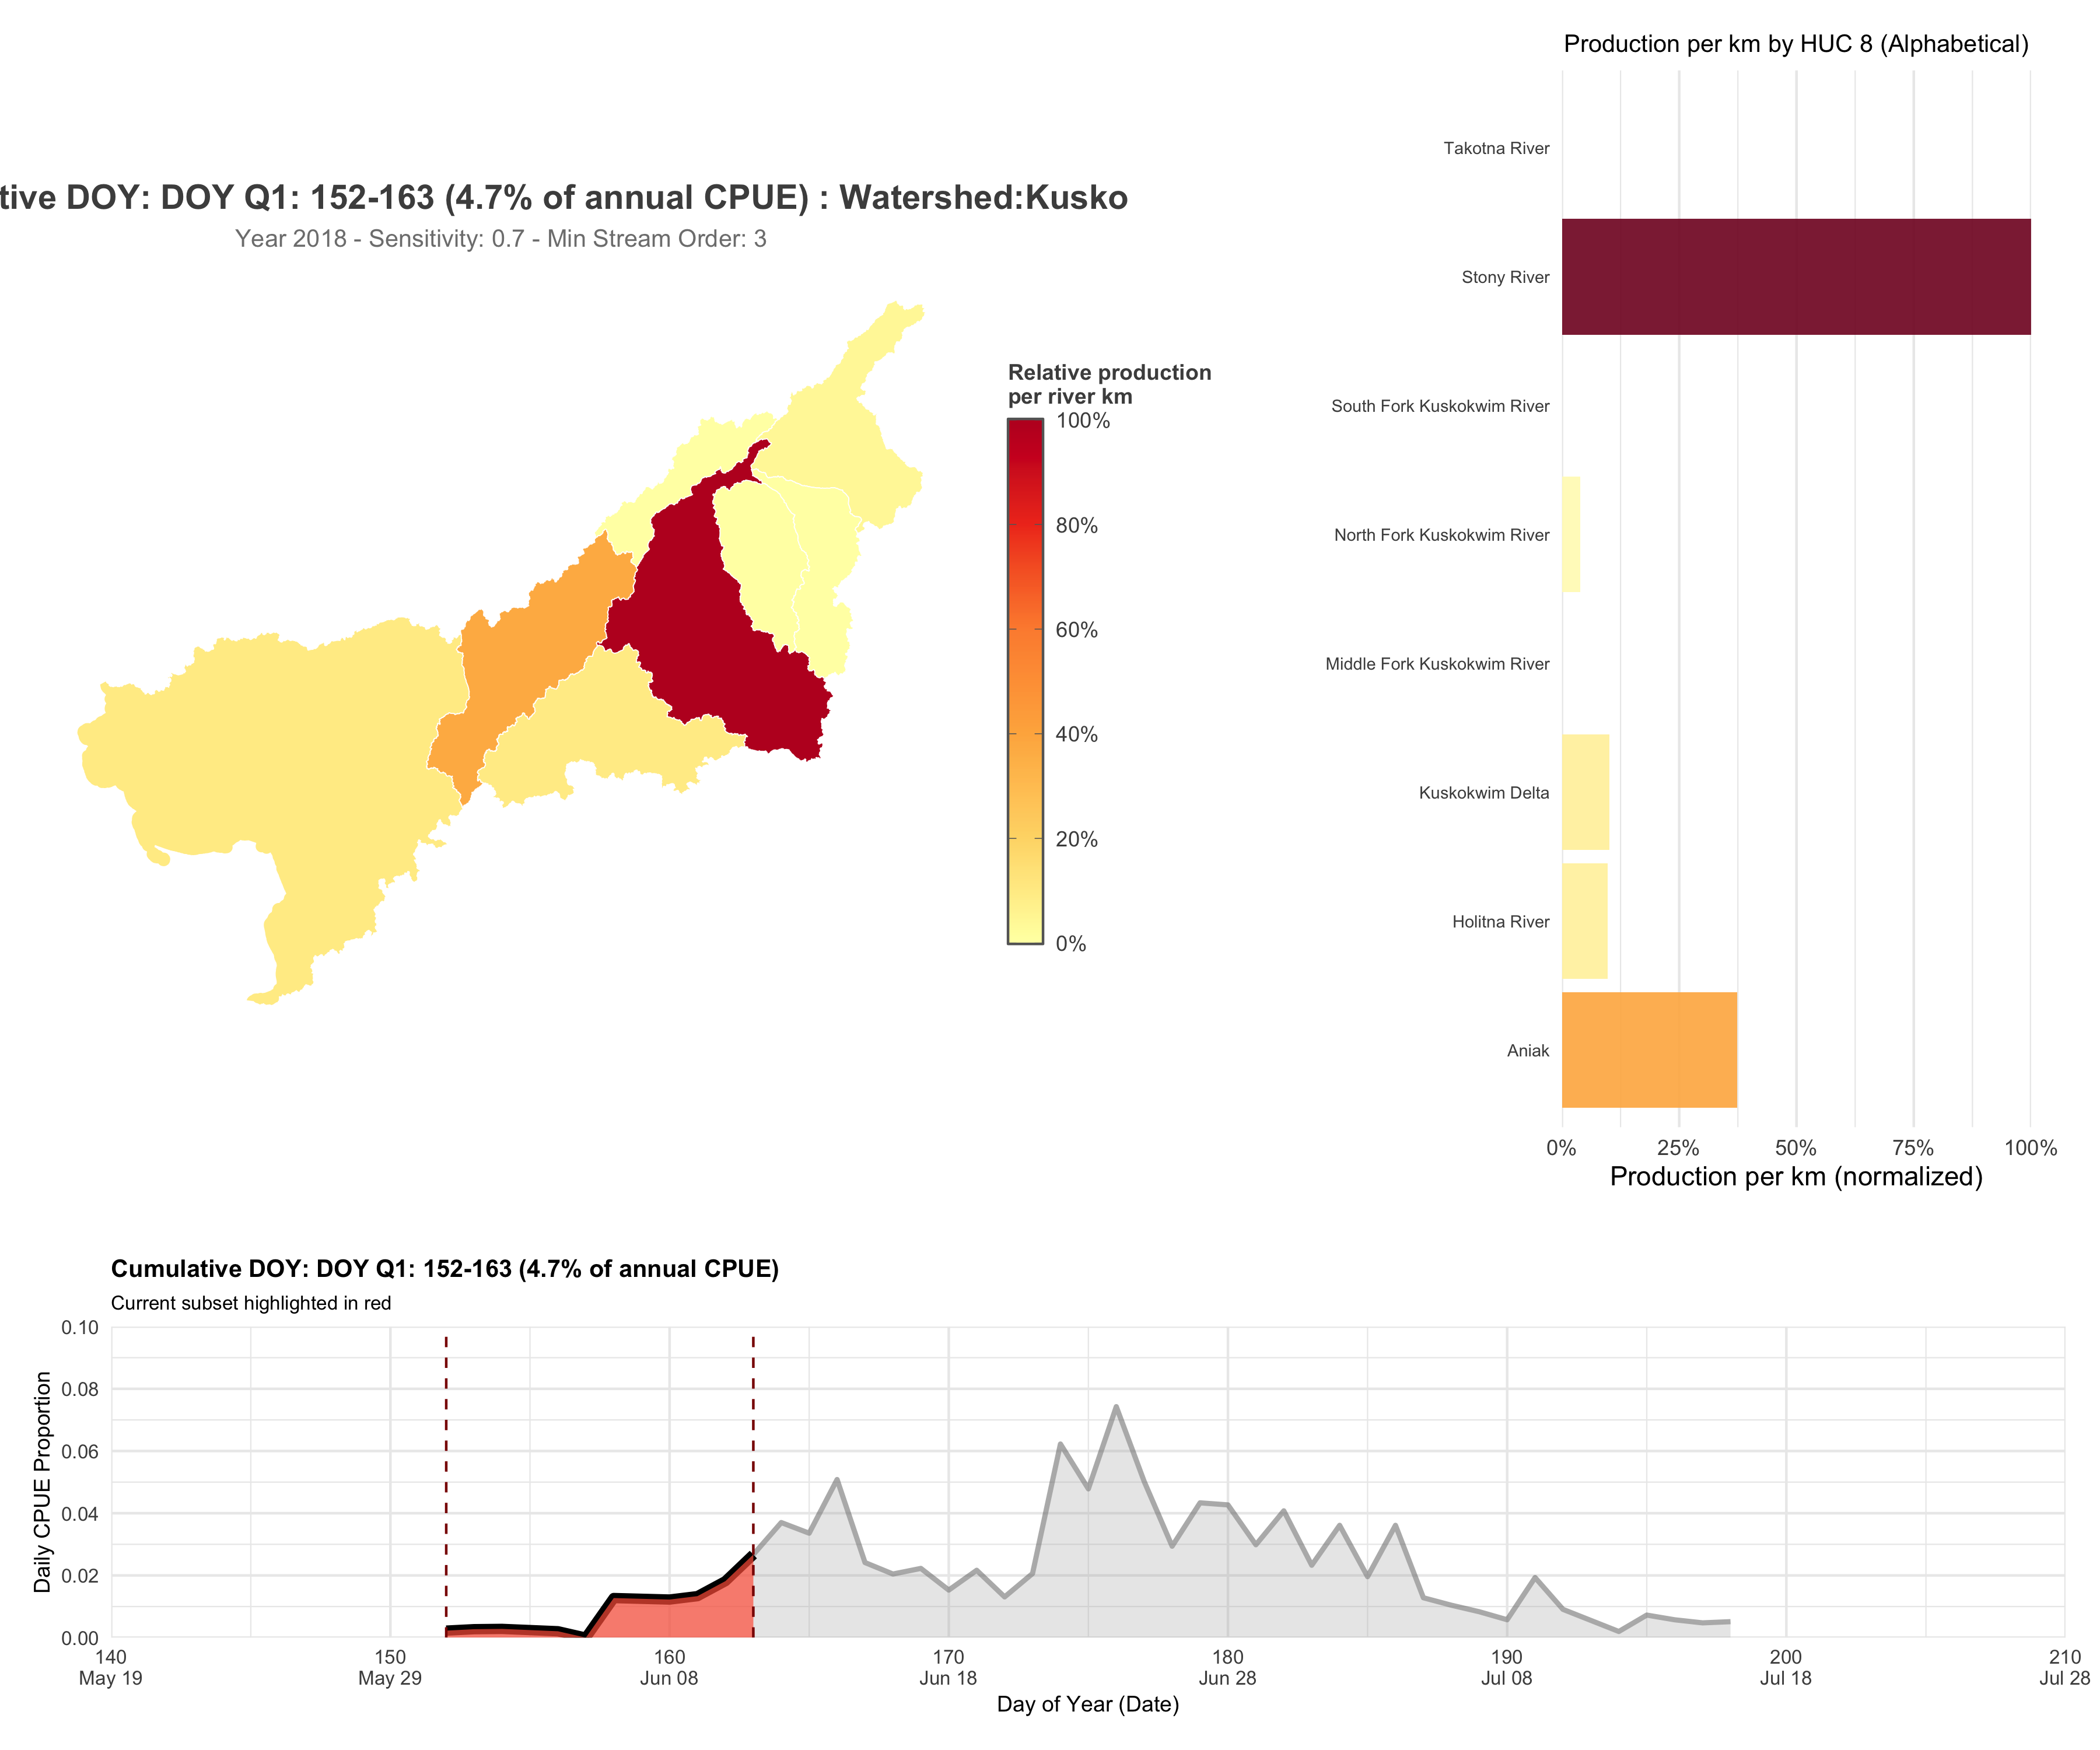 Production per km by HUC 8 (Alphabetical)
tive DOY: DOY Q1: 152-163 (4.7% of annual CPUE) : Watershed:Kusko
Year 2018 - Sensitivity: 0.7 - Min Stream Order: 3
Relative production
per river km
100%
80%
60%
40%
20%
0%
Takotna River
Stony River
South Fork Kuskokwim River
North Fork Kuskokwim River
Middle Fork Kuskokwim River
Kuskokwim Delta
Holitna River
Aniak
0% 25% 50% 75% 100%
Production per km (normalized)
Cumulative DOY: DOY Q1: 152-163 (4.7% of annual CPUE)
Current subset highlighted in red
Daily CPUE Proportion
0.10
0.08
0.06
0.04
0.02
0.00
140 150 160 170 180 190 200 210
May 19 May 29 Jun 08 Jun 18 Jun 28 Jul 08 Jul 18 Jul 28
Day of Year (Date)